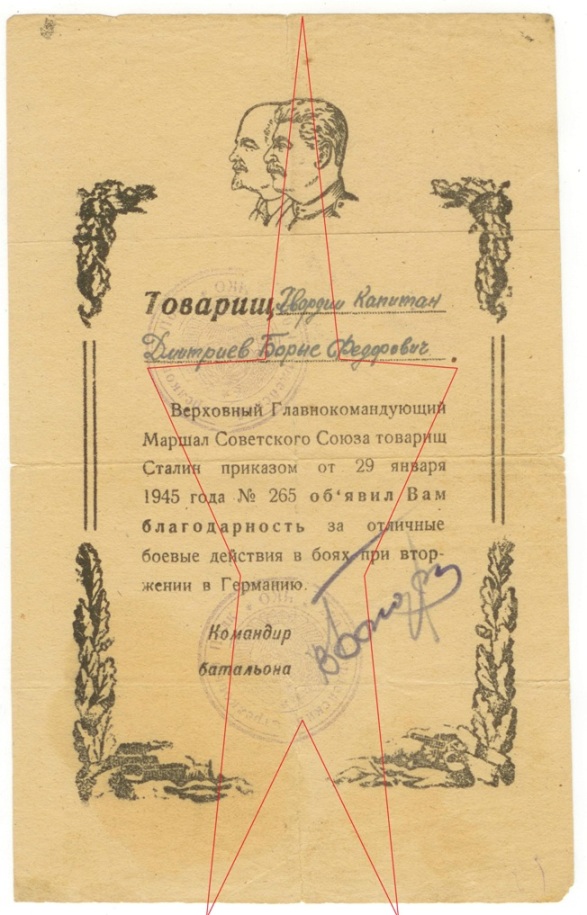 Товарищ Гвардии Капитан
Дмитриев Борис Федорович.
Верховный Главнокомандующий
Маршал Советского Союза товарищ
Сталин приказом от 29 января
1945 года № 265 об‘явил Вам
благодарность за отличные
боевые действия в боях при втор-
жении в Германию.
Командир
батальона